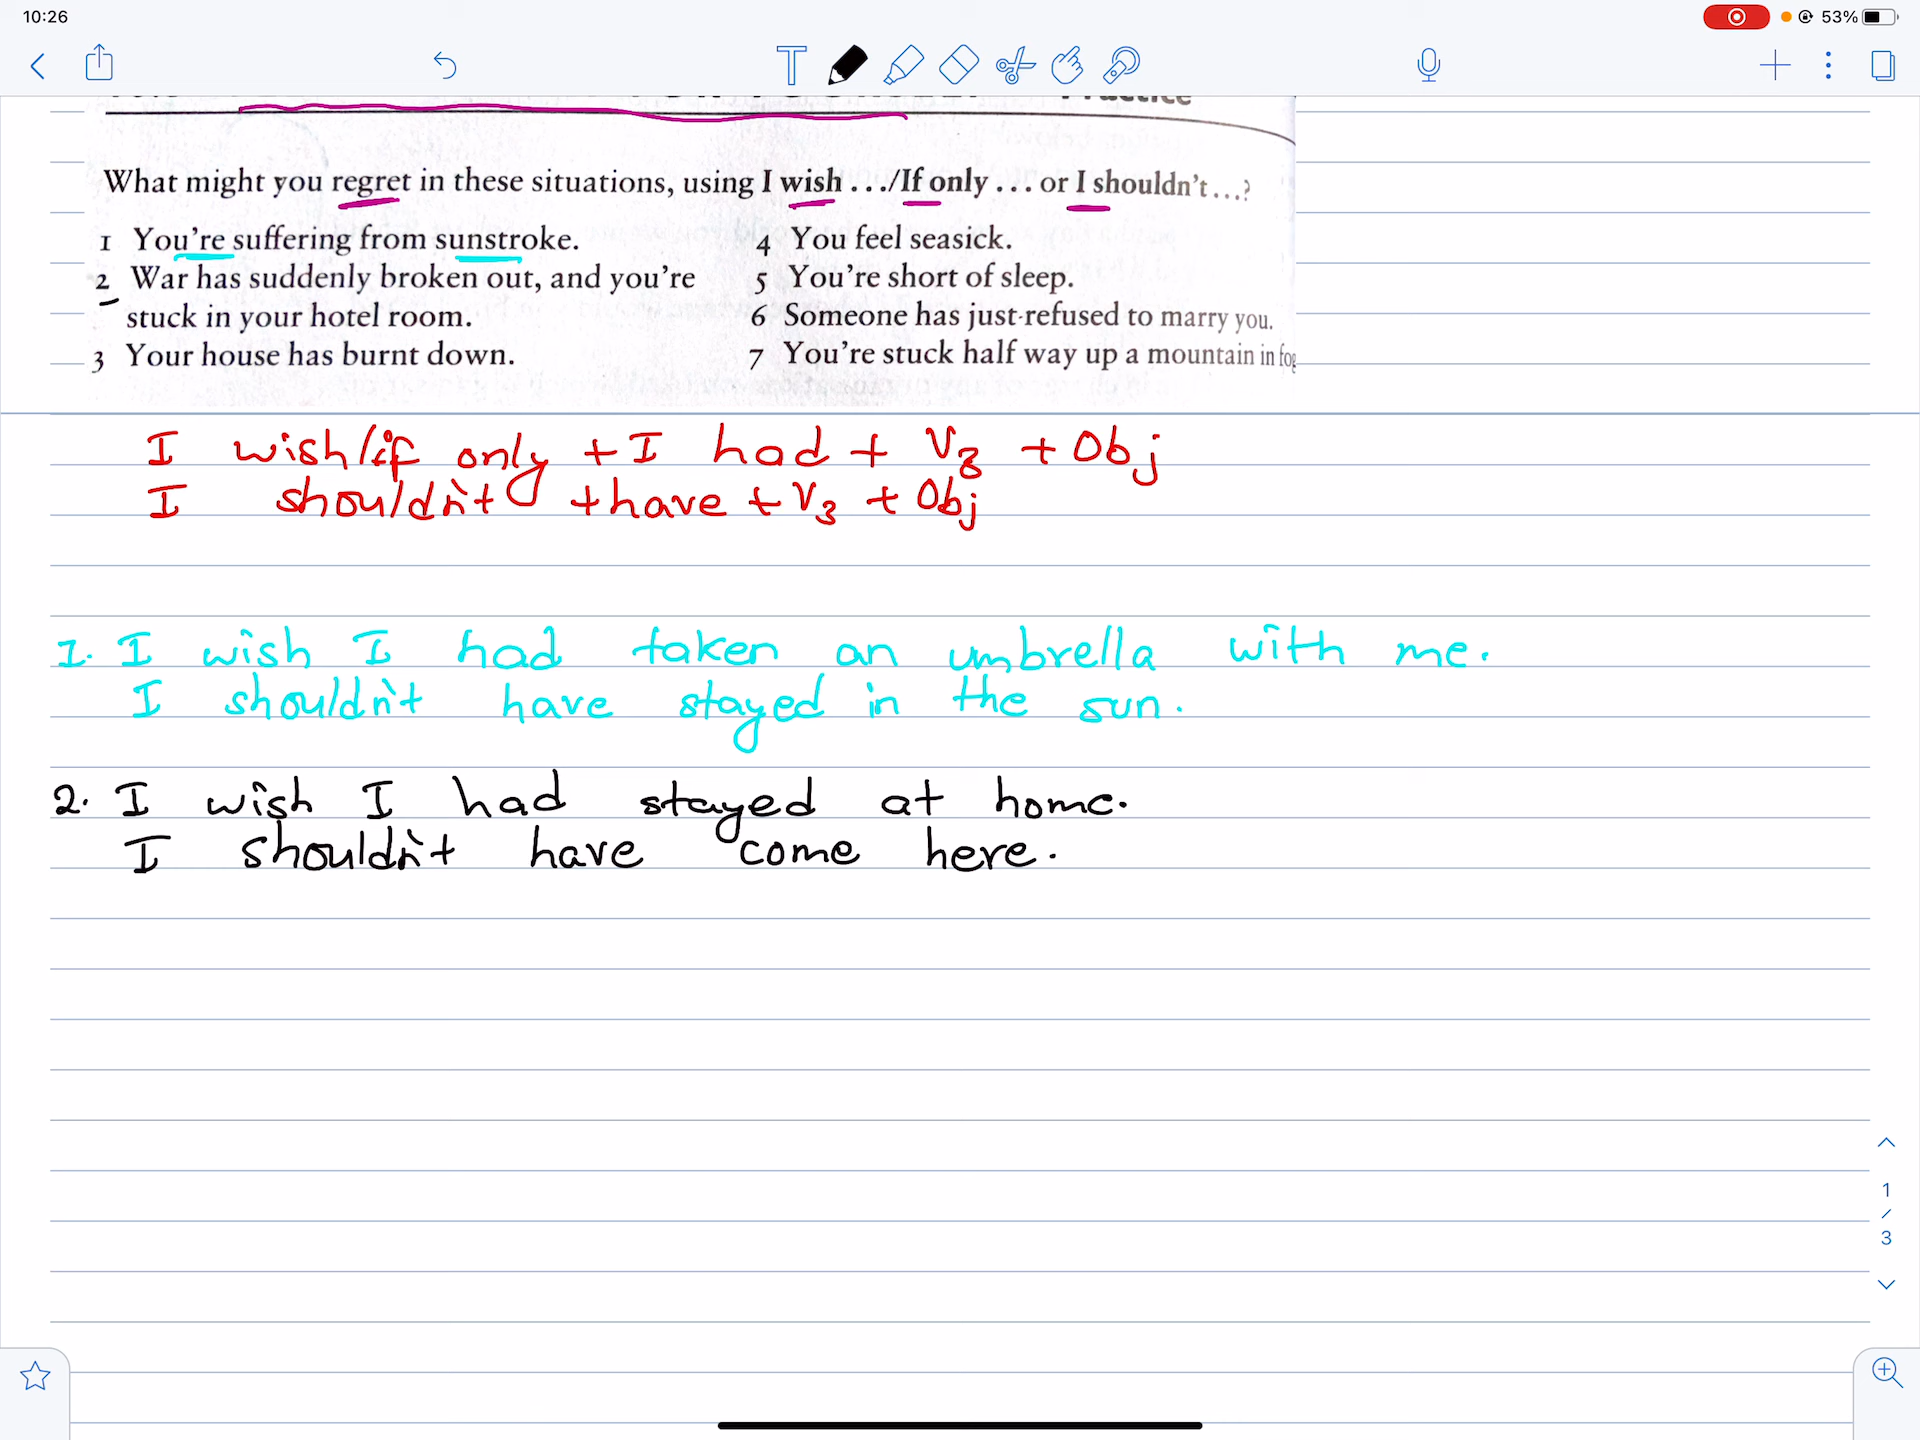 10:26
53%
Practice
What might you regret in these situations, using I wish .../If only ... or I shouldn't ...?
1 You're suffering from sunstroke.
2 War has suddenly broken out, and you're
stuck in your hotel room.
3 Your house has burnt down.
4 You feel seasick.
5 You're short of sleep.
6 Someone has just refused to marry you.
7 You're stuck half way up a mountain in fog
I wish/if only + I had + V3 + Obj
I shouldn't + have + V3 + Obj
1. I wish I had taken an umbrella with me.
I shouldn't have stayed in the sun.
2. I wish I had stayed at home.
I shouldn't have come here.
1
/
3